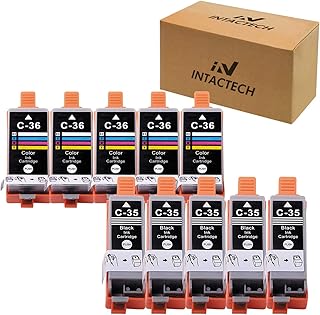 INTACTECH
C-36 C-36 C-36 C-36 C-36
Color Color Color Color Color
Ink Ink Ink Ink Ink
Cartridge Cartridge Cartridge Cartridge Cartridge
C-35 C-35 C-35 C-35 C-35
Black Black Black Black Black
Ink Ink Ink Ink Ink
Cartridge Cartridge Cartridge Cartridge Cartridge